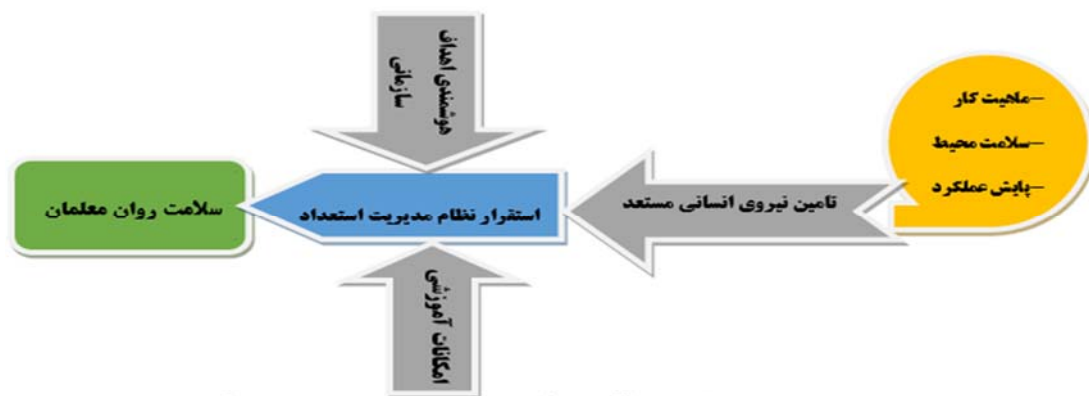 هوشمندی اهداف
سازمانی
-ماهیت کار
-سلامت محیط
-پایش عملکرد
تامین نیروی انسانی مستعد
استقرار نظام مدیریت استعداد
سلامت روان معلمان
امکانات آموزشی